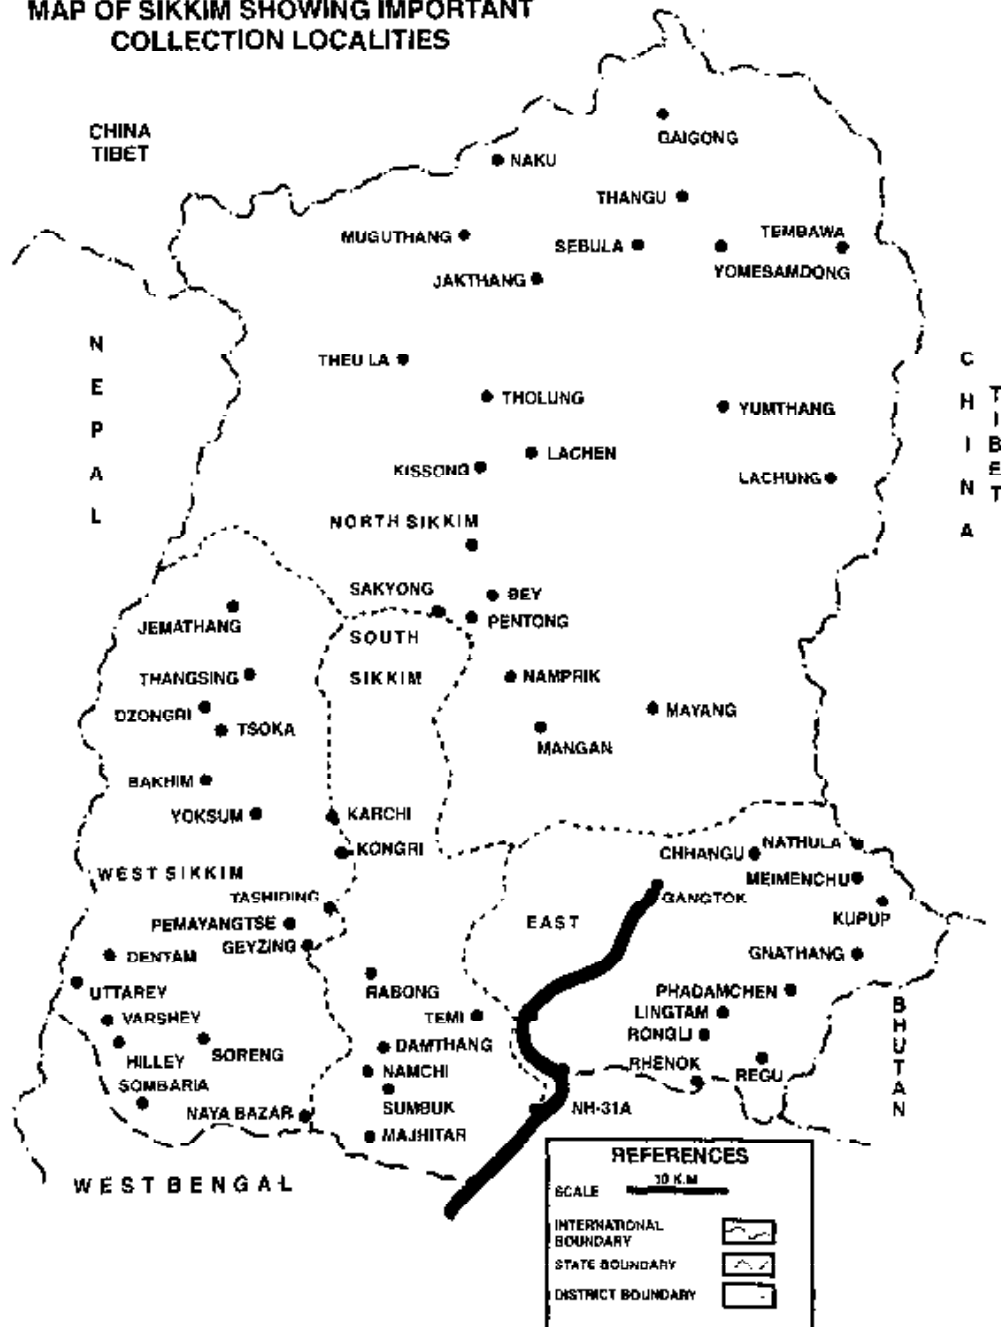 MAP OF SIKKIM SHOWING IMPORTANT
COLLECTION LOCALITIES
CHINA
TIBET
GAIGONG
NAKU
THANGU
MUGUTHANG
SEBULA
TEMBAWA
YOMESAMDONG
JAKTHANG
NEPAL
THEU LA
CHINA
TIBET
THOLUNG
YUMTHANG
LACHEN
KISSONG
LACHUNG
NORTH SIKKIM
SAKYONG
BEY
PENTONG
JEMATHANG
SOUTH
SIKKIM
THANGSING
NAMPRIK
DZONGRI
TSOKA
MAYANG
MANGAN
BAKHIM
YOKSUM
KARCHI
KONGRI
CHHANGU
NATHULA
WEST SIKKIM
MEIMENCHU
TASHIDING
GANGTOK
PEMAYANGTSE
EAST
KUPUP
GEYZING
DENTAM
GNATHANG
UTTAREY
RABONG
PHADAMCHEN
VARSHEY
TEMI
LINGTAM
RONGLI
BHUTAN
HILLEY
SORENG
DAMTHANG
RHENOK
REGU
SOMBARIA
NAMCHI
SUMBUK
NAYA BAZAR
NH-31A
MAJHITAR
WEST BENGAL
REFERENCES
SCALE
10 K.M
INTERNATIONAL
BOUNDARY
STATE BOUNDARY
DISTRICT BOUNDARY